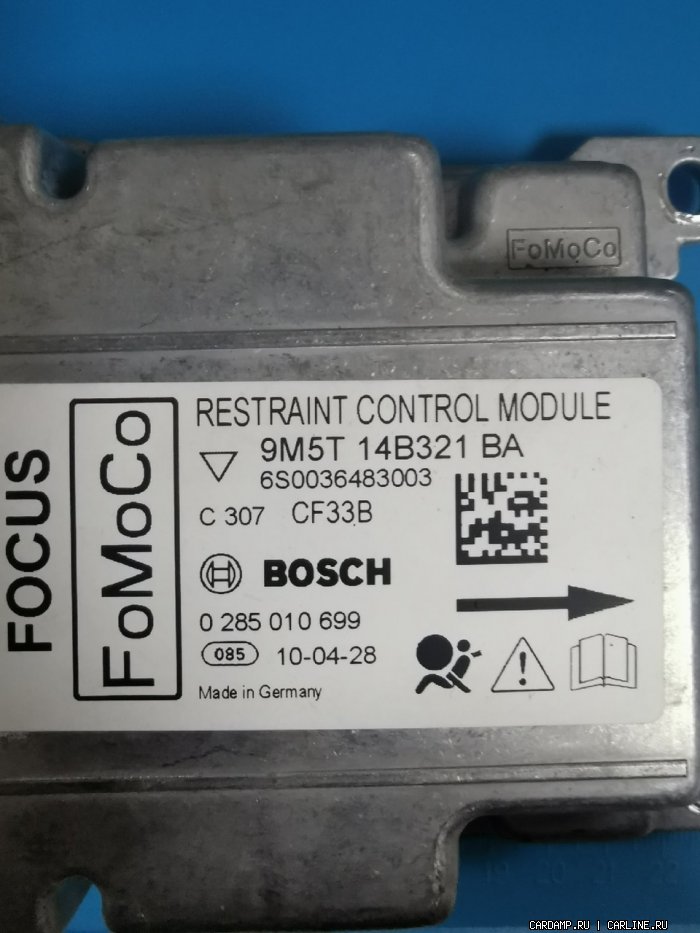 FoMoCo
FOCUS
FoMoCo
RESTRAINT CONTROL MODULE
9M5T 14B321 BA
6S0036483003
C 307 CF33B
BOSCH
0 285 010 699
085 10-04-28
Made in Germany
CARDAMP.RU | CARLINE.RU